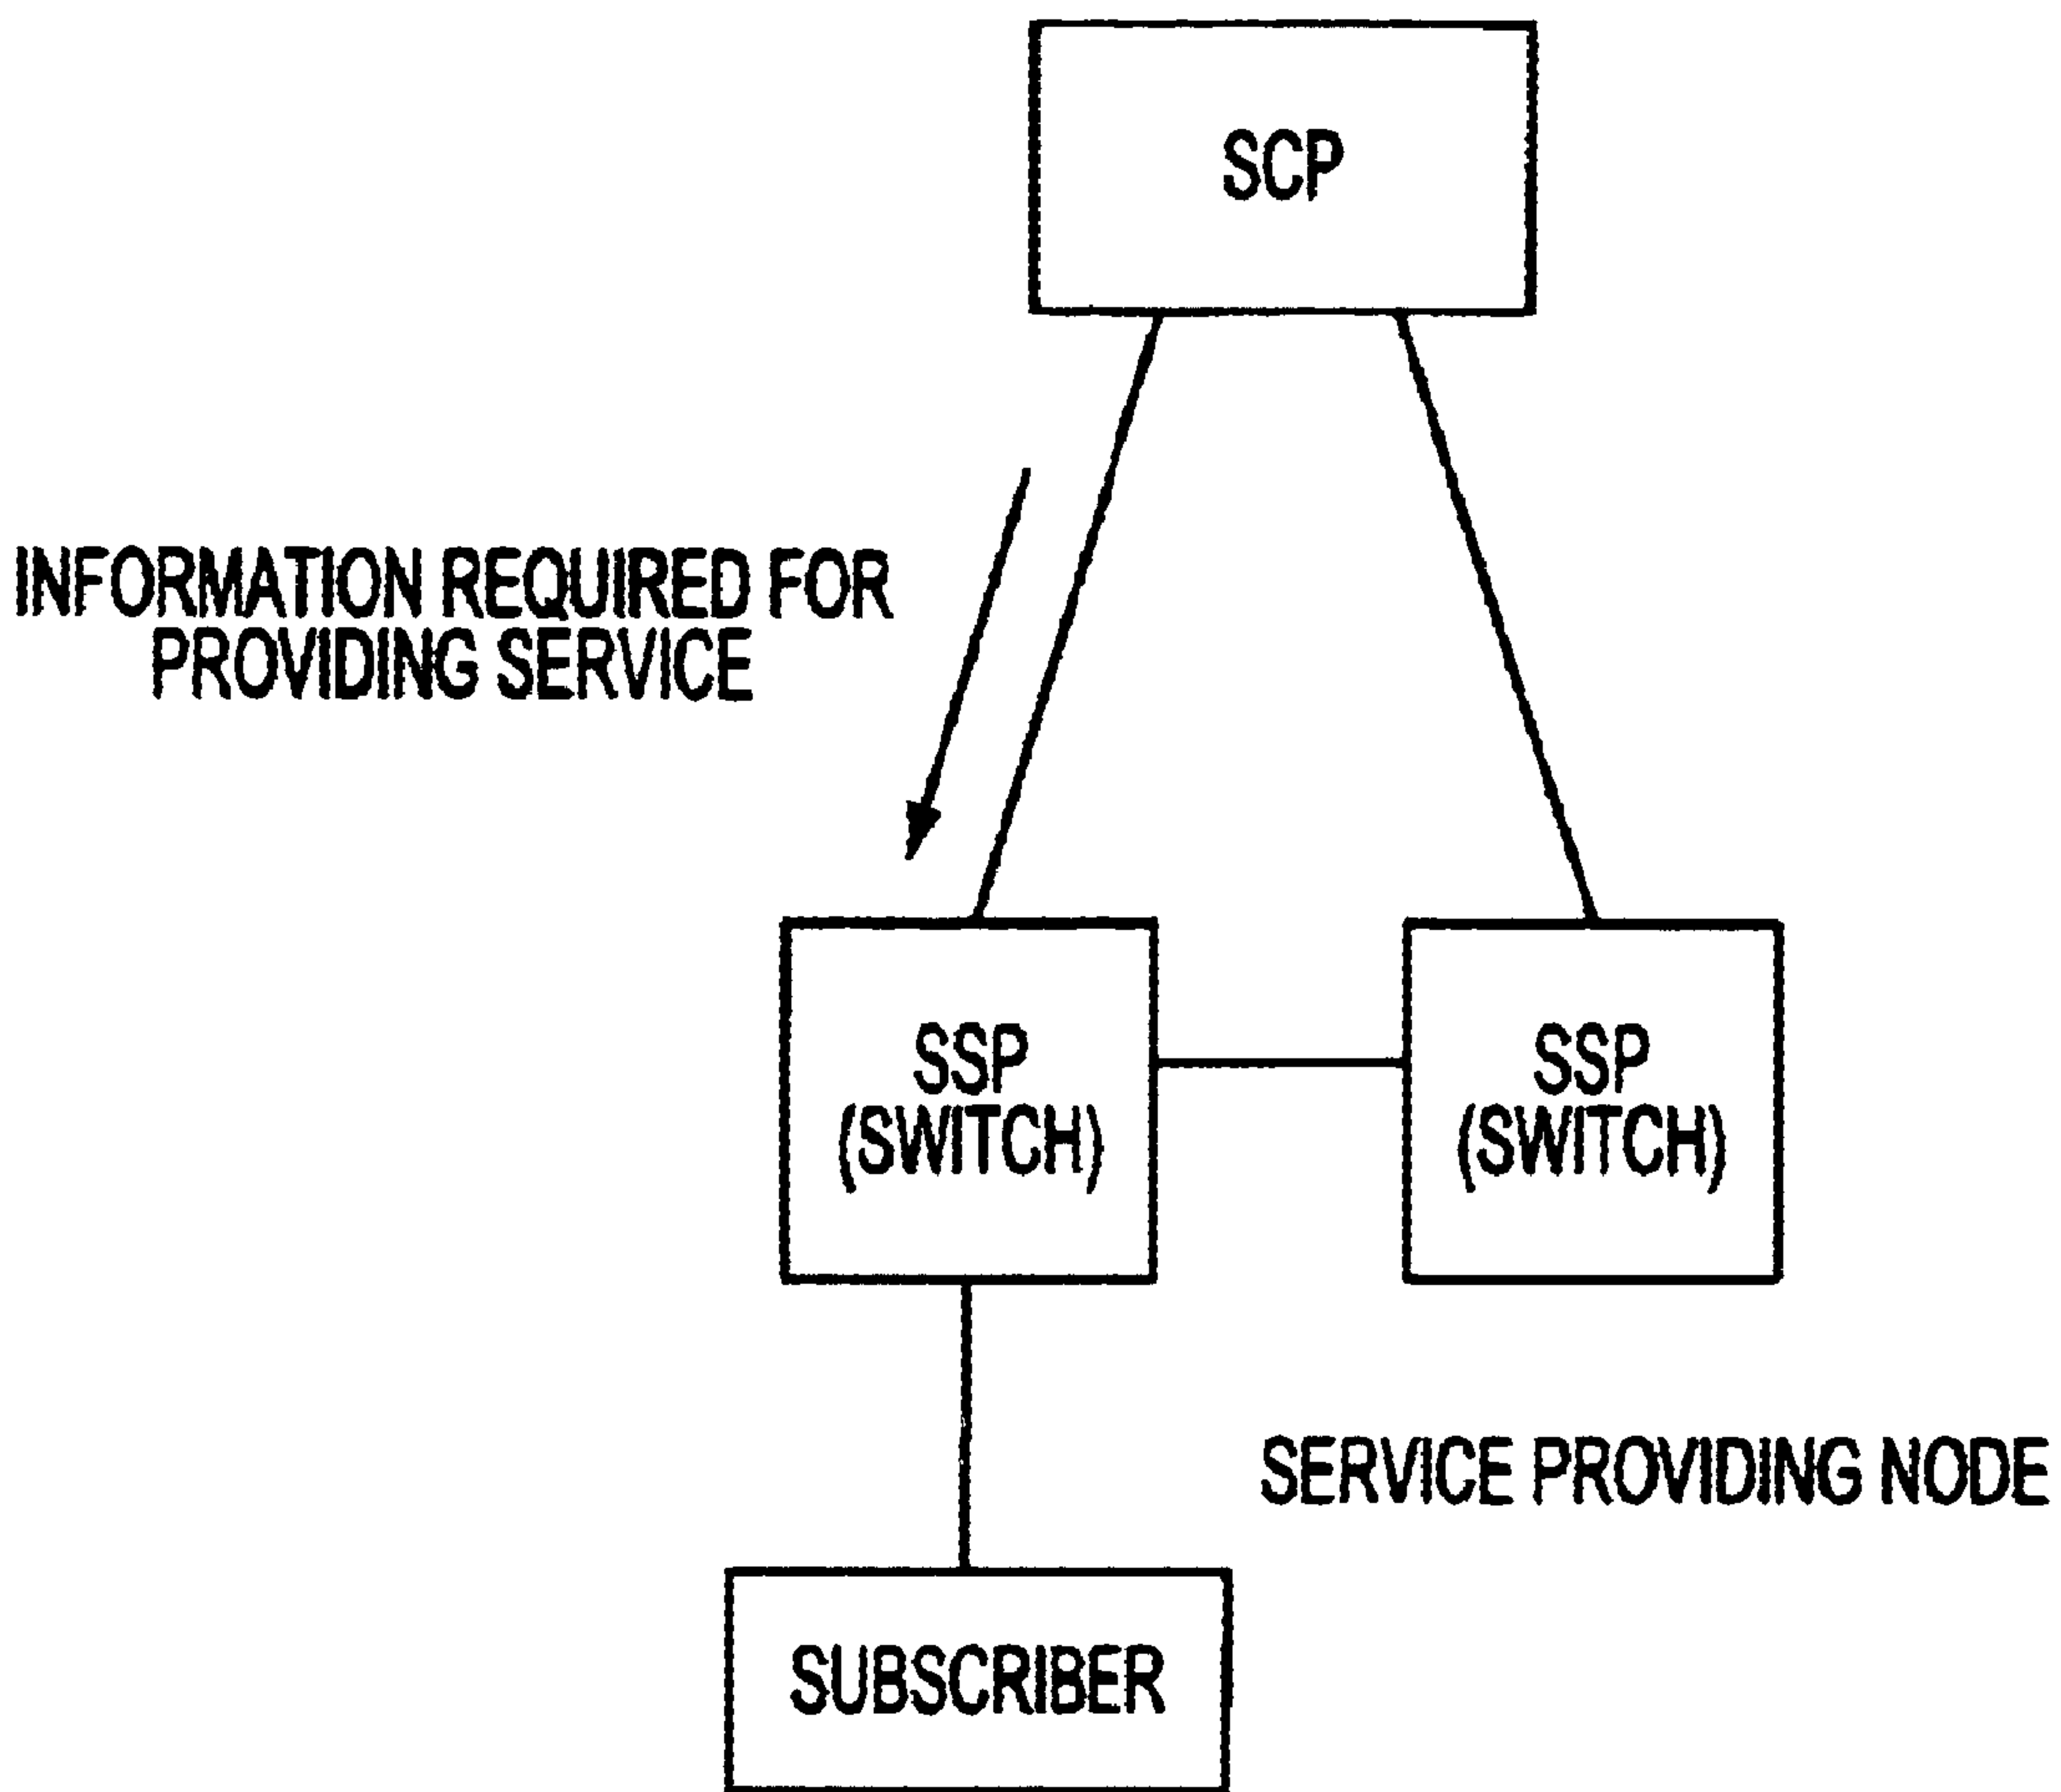 SCP
INFORMATION REQUIRED FOR
PROVIDING SERVICE
SSP
(SWITCH)
SSP
(SWITCH)
SERVICE PROVIDING NODE
SUBSCRIBER